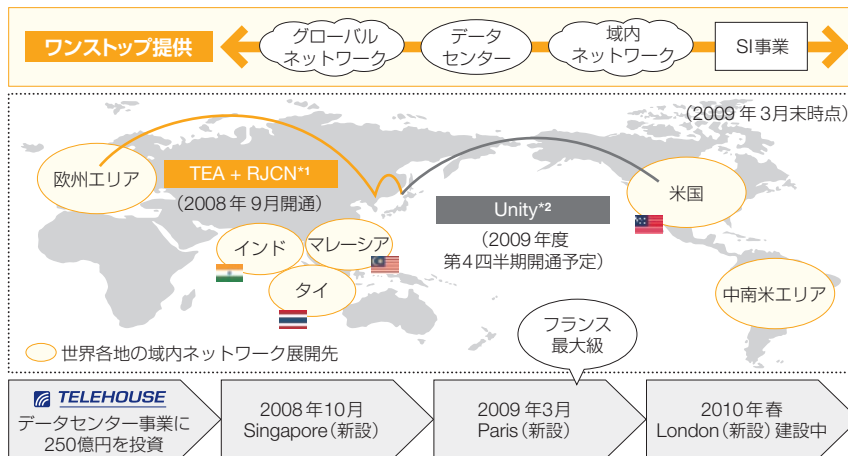 ワンストップ提供
グローバル
ネットワーク
データ
センター
域内
ネットワーク
SI事業
(2009年3月末時点)
欧州エリア
TEA + RJCN*1
(2008年9月開通)
Unity*2
(2009年度
第4四半期開通予定)
米国
インド
マレーシア
タイ
中南米エリア
フランス
最大級
世界各地の域内ネットワーク展開先
TELEHOUSE
データセンター事業に
250億円を投資
2008年10月
Singapore(新設)
2009年3月
Paris(新設)
2010年春
London(新設)建設中